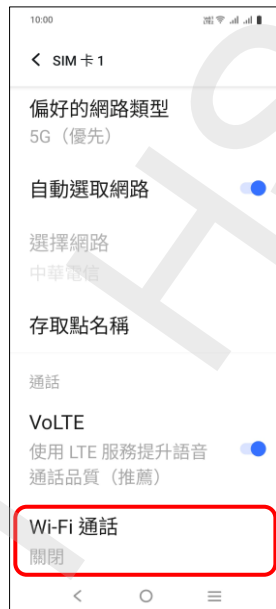 10:00
SIM 卡 1
偏好的網路類型
5G（優先）
自動選取網路
選擇網路
中華電信
存取點名稱
通話
VoLTE
使用 LTE 服務提升語音
通話品質（推薦）
Wi-Fi 通話
關閉